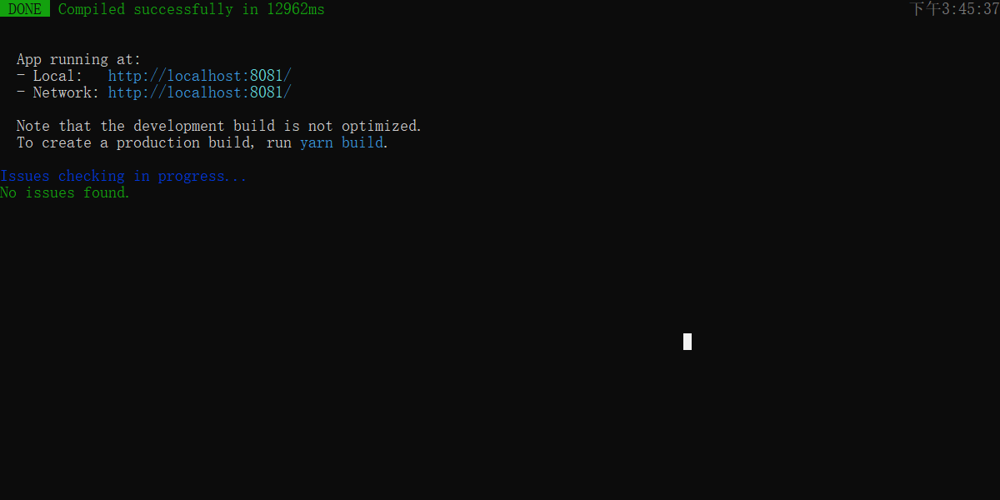 DONE Compiled successfully in 12962ms 下午3:45:37
App running at:
- Local: http://localhost:8081/
- Network: http://localhost:8081/
Note that the development build is not optimized.
To create a production build, run yarn build.
Issues checking in progress...
No issues found.